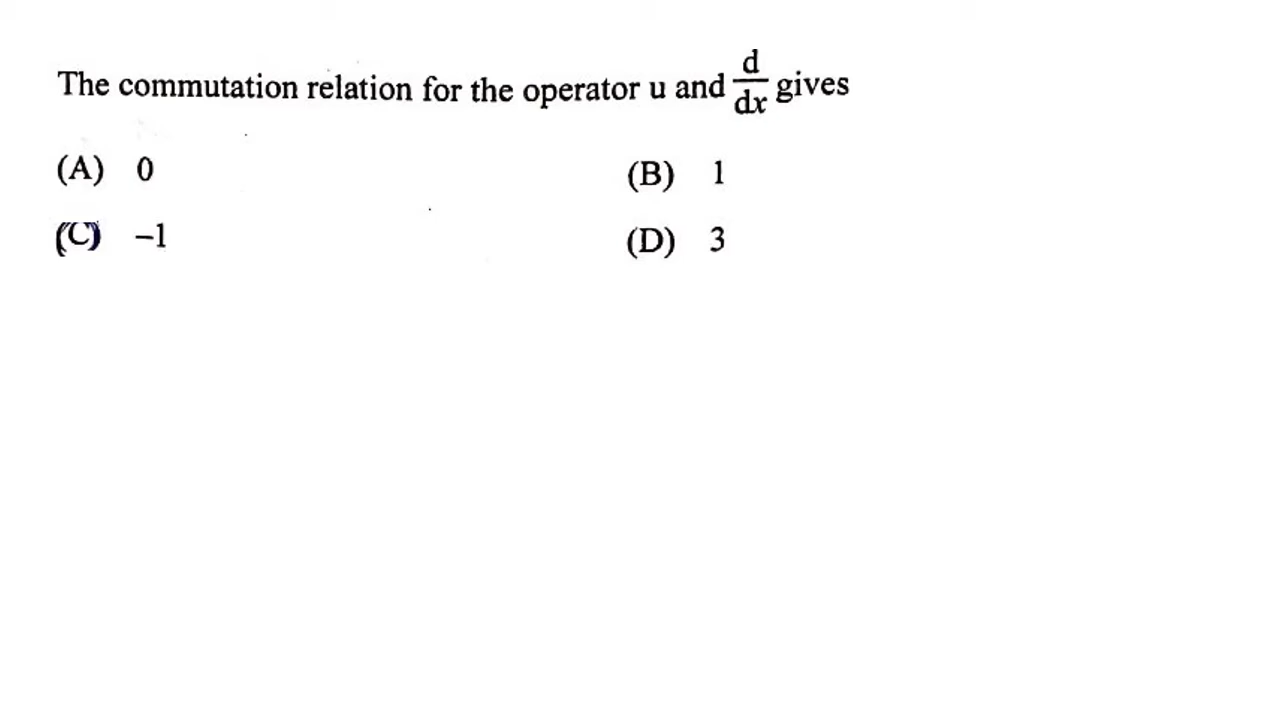 The commutation relation for the operator u and d/dx gives
(A) 0 (B) 1
(C) -1 (D) 3